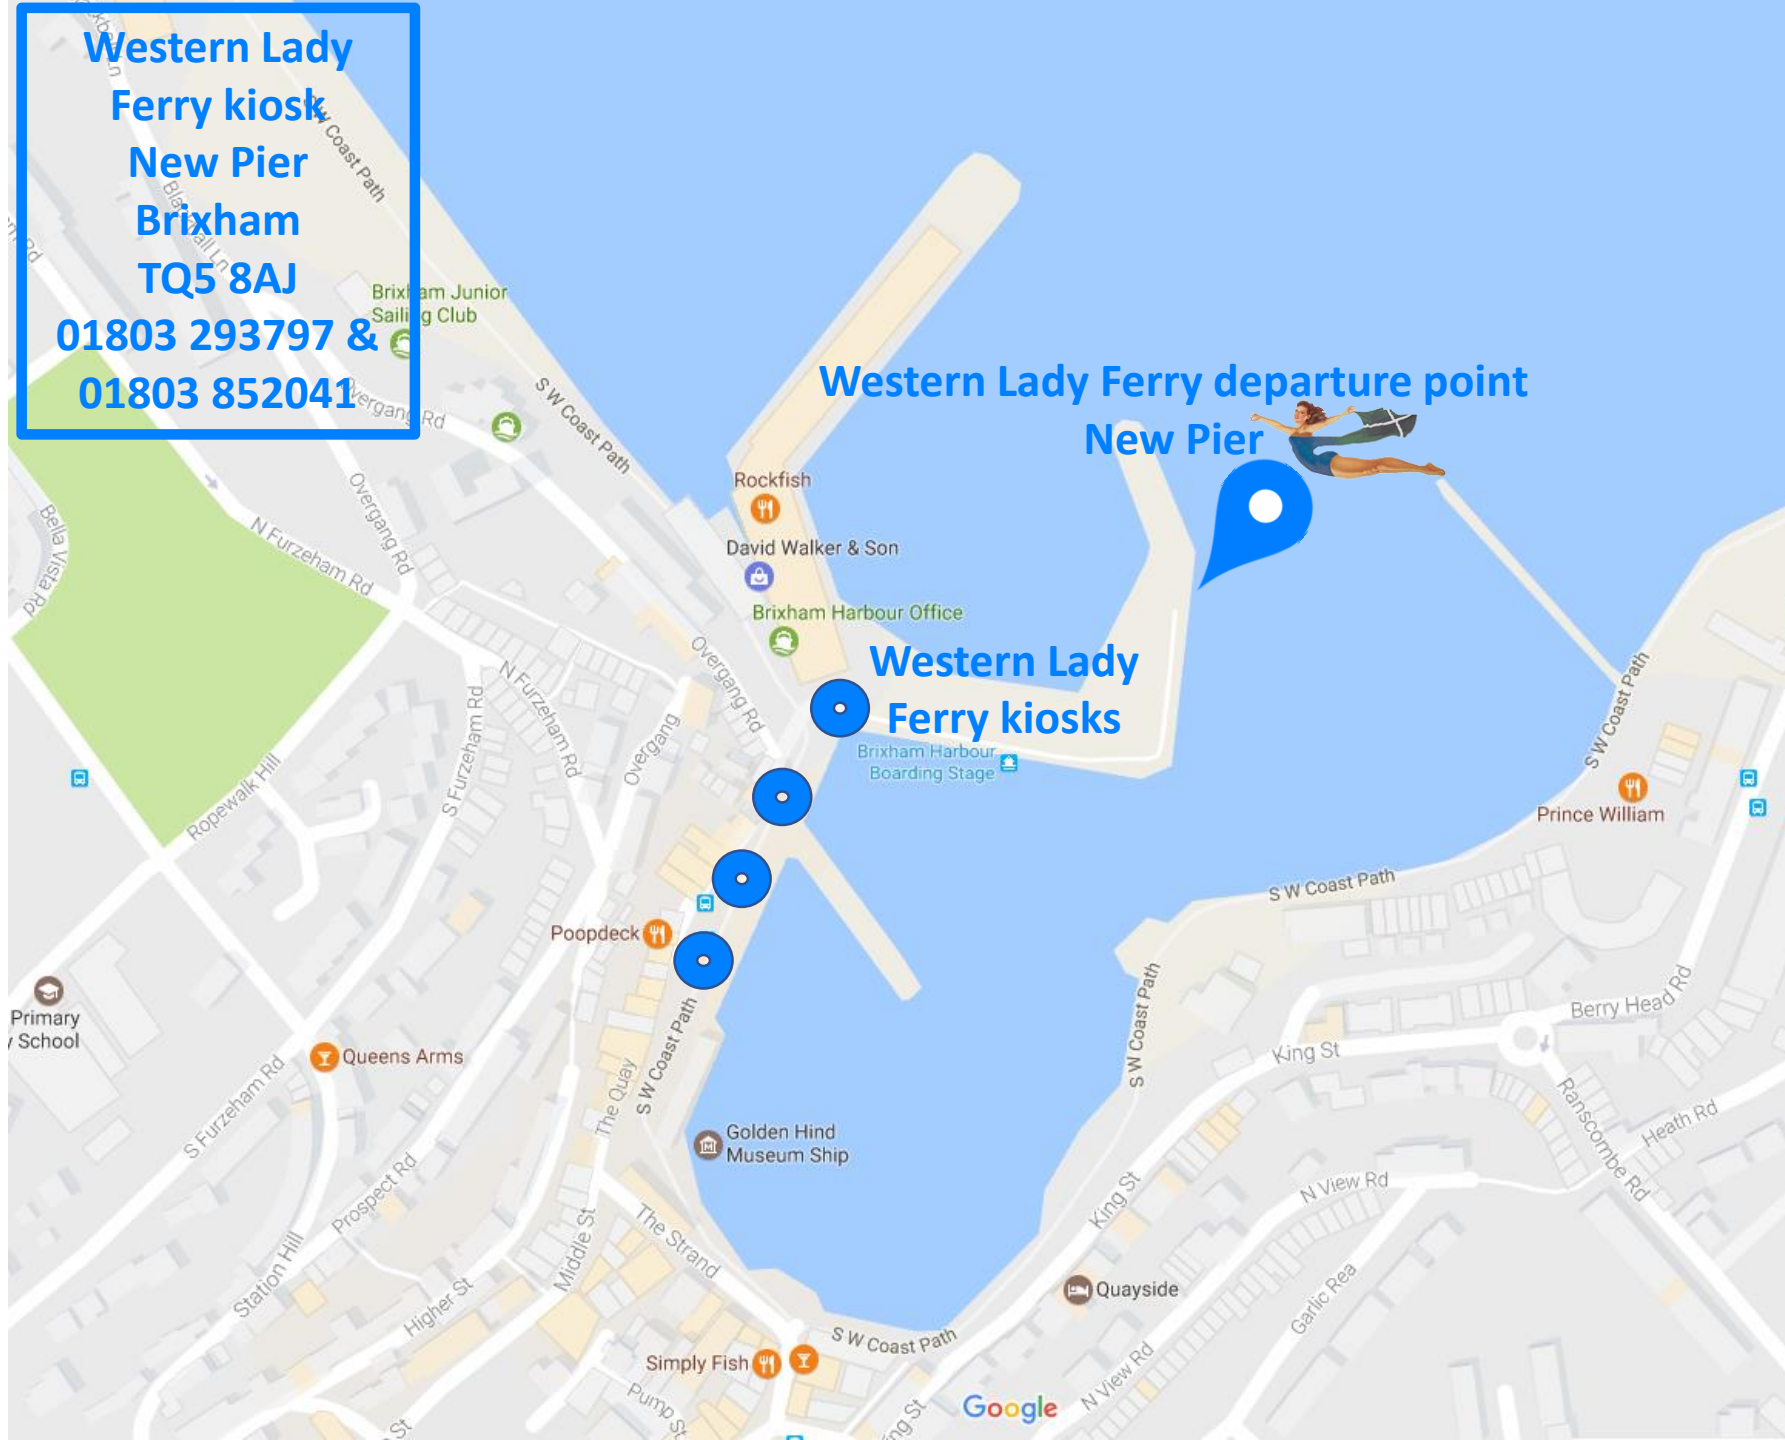 Western Lady
Ferry kiosk
New Pier
Brixham
TQ5 8AJ
01803 293797 &
01803 852041
S W Coast Path
Blackball Ln
Brixham Junior
Sailing Club
Overgang Rd
S W Coast Path
Western Lady Ferry departure point
New Pier
Rockfish
David Walker & Son
Brixham Harbour Office
Western Lady
Ferry kiosks
Brixham Harbour
Boarding Stage
Bella Vista Rd
N Furzeham Rd
Overgang Rd
Overgang Rd
N Furzeham Rd
S Furzeham Rd
Overgang
Ropewalk Hill
S W Coast Path
Prince William
S W Coast Path
Poopdeck
Primary
School
Queens Arms
S W Coast Path
S W Coast Path
The Quay
Berry Head Rd
King St
Ranscombe Rd
Heath Rd
S Furzeham Rd
Golden Hind
Museum Ship
Prospect Rd
Station Hill
Higher St
Middle St
The Strand
King St
N View Rd
Garlic Rea
Quayside
S W Coast Path
Simply Fish
Pump St
N View Rd
Google
St